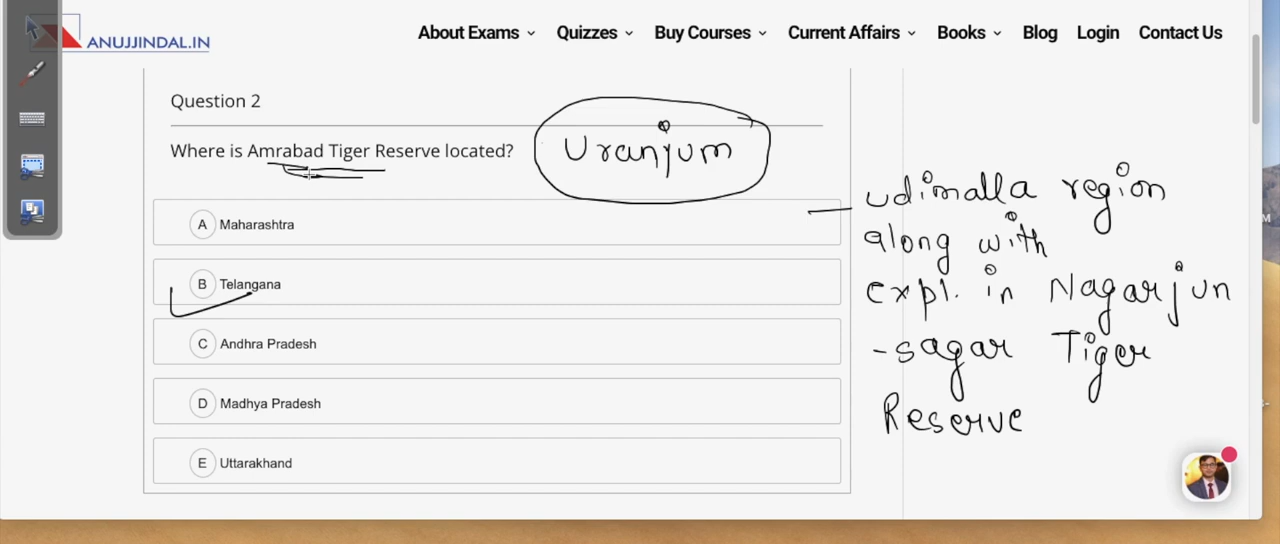 ANUJJINDAL.IN
About Exams Quizzes Buy Courses Current Affairs Books Blog Login Contact Us
Question 2
Where is Amrabad Tiger Reserve located?
Uranjum
A Maharashtra
B Telangana
C Andhra Pradesh
D Madhya Pradesh
E Uttarakhand
- udimalla region
along with
expl. in Nagarjun
-sagar Tiger
Reserve
M